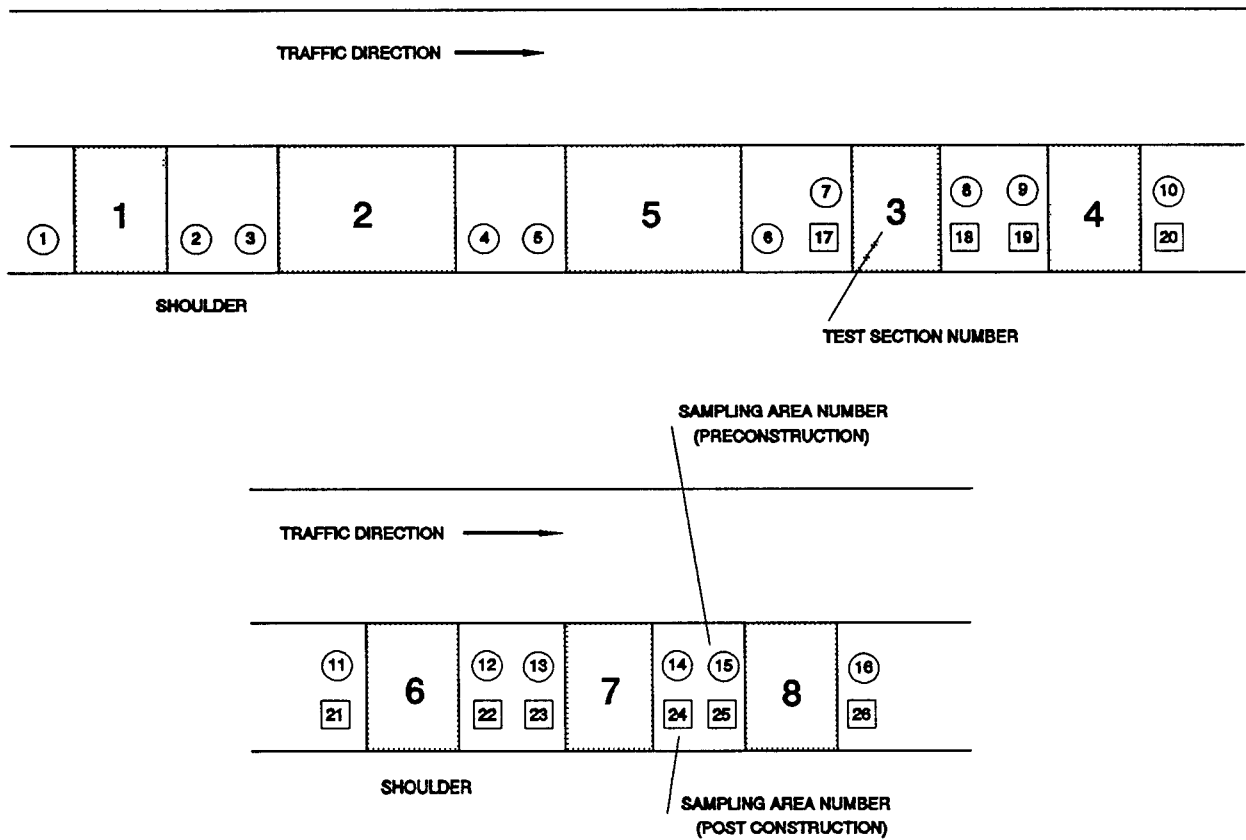 TRAFFIC DIRECTION
1 2 5 3 4
7 8 9 10
1 2 3 4 5 6 17 18 19 20
SHOULDER
TEST SECTION NUMBER
SAMPLING AREA NUMBER
(PRECONSTRUCTION)
TRAFFIC DIRECTION
11 12 13 14 15 16
6 7 8
21 22 23 24 25 26
SHOULDER
SAMPLING AREA NUMBER
(POST CONSTRUCTION)